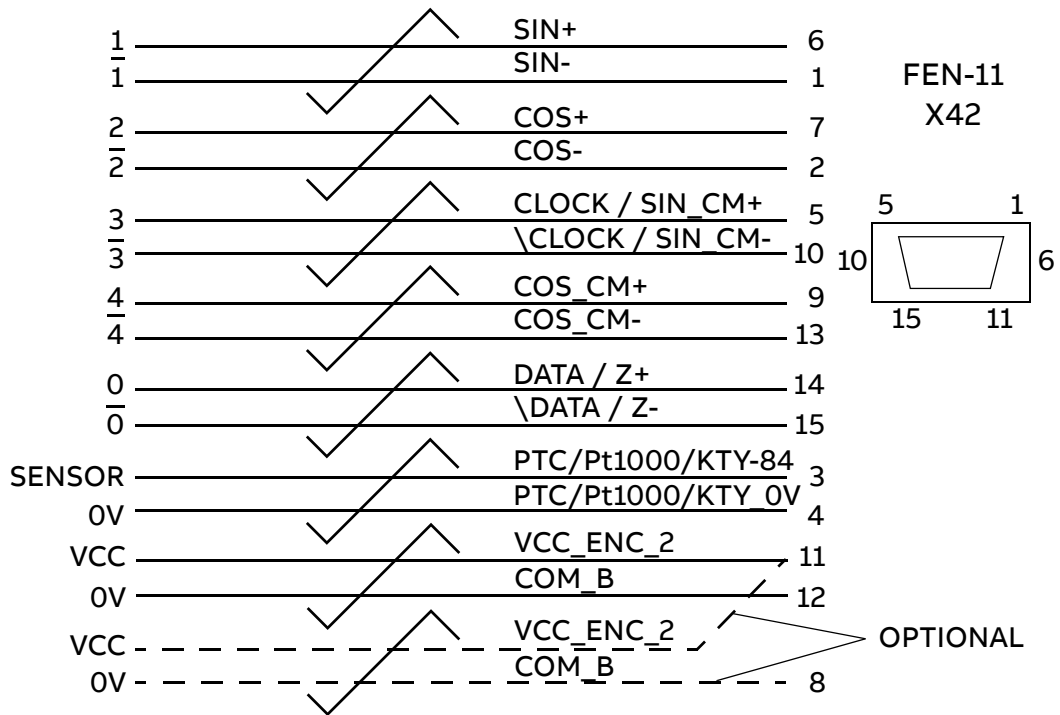 1 SIN+ 6
1 SIN- 1
FEN-11
X42
2 COS+ 7
2 COS- 2
3 CLOCK / SIN_CM+ 5
3 \CLOCK / SIN_CM- 10
5 1
10 6
15 11
4 COS_CM+ 9
4 COS_CM- 13
0 DATA / Z+ 14
0 \DATA / Z- 15
SENSOR PTC/Pt1000/KTY-84 3
0V PTC/Pt1000/KTY_0V 4
VCC VCC_ENC_2 11
0V COM_B 12
VCC VCC_ENC_2
OPTIONAL
0V COM_B 8